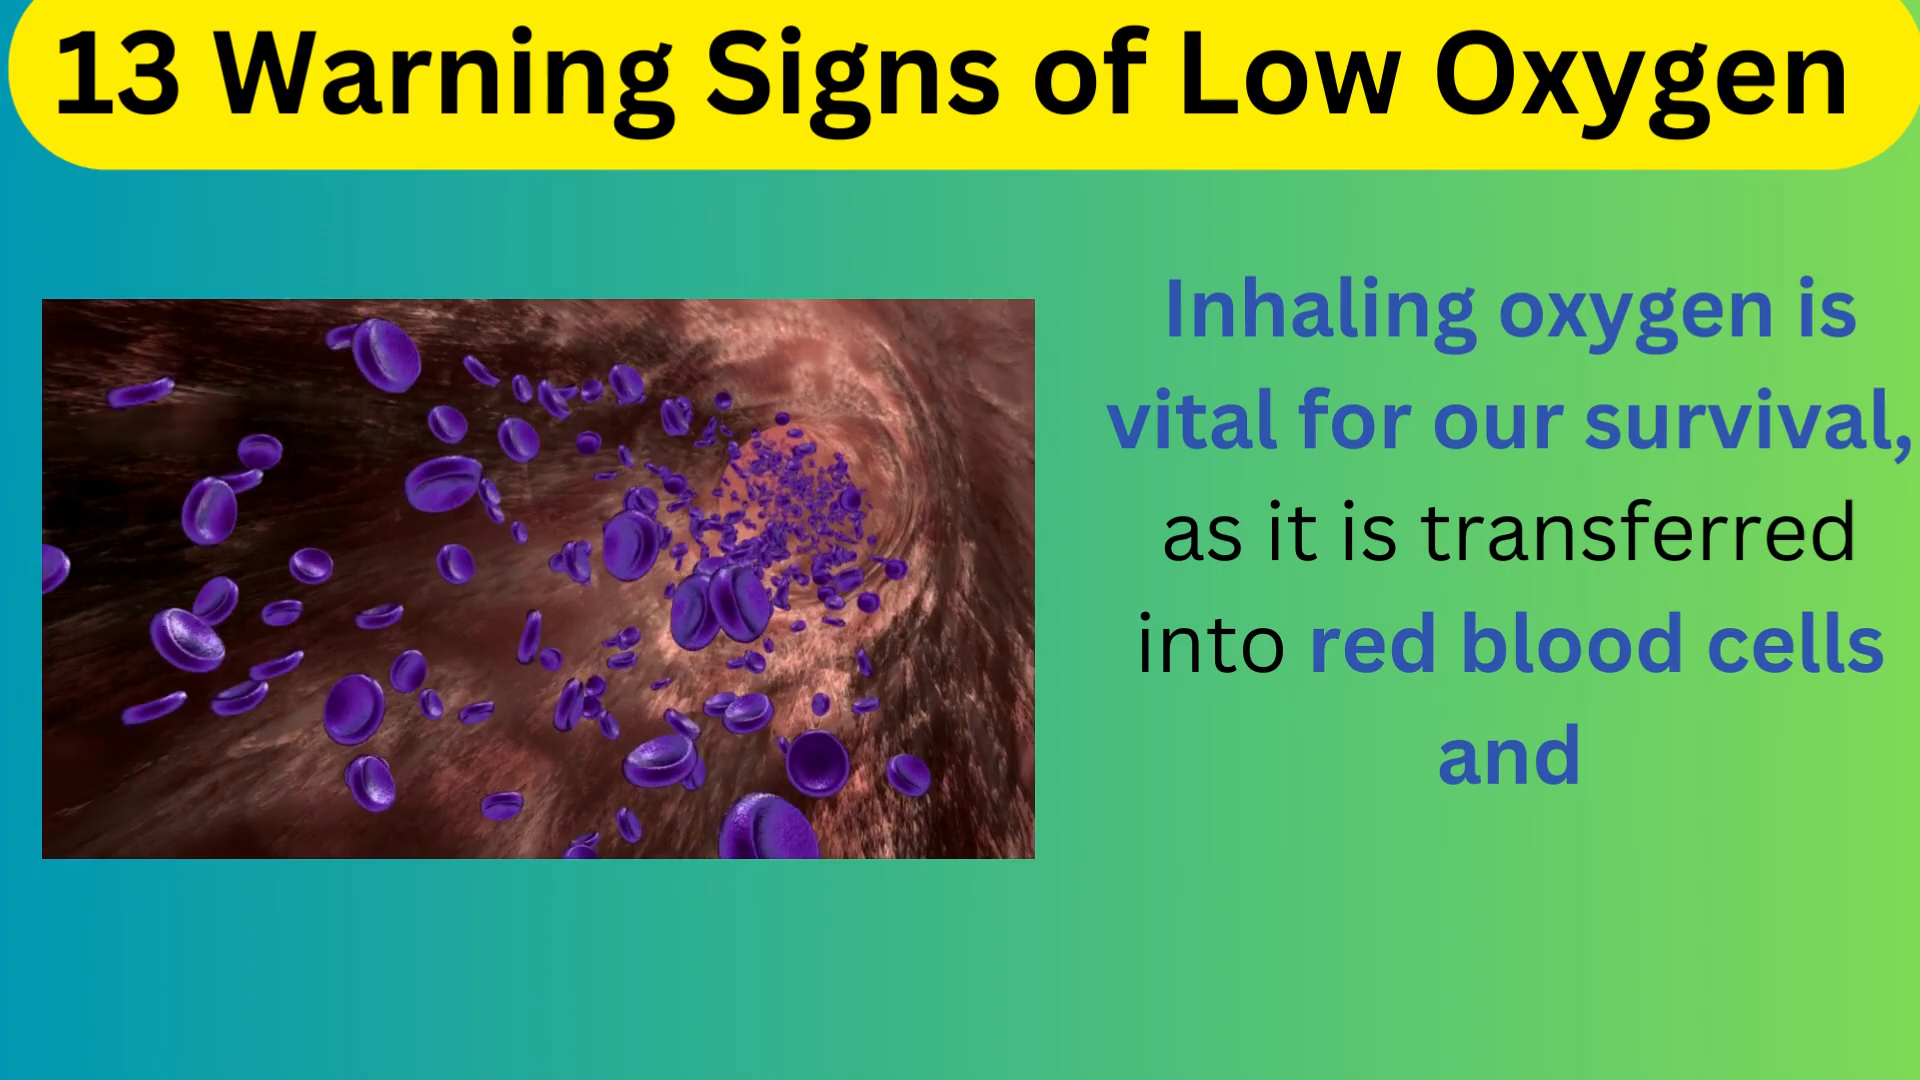 13 Warning Signs of Low Oxygen
Inhaling oxygen is
vital for our survival,
as it is transferred
into red blood cells
and